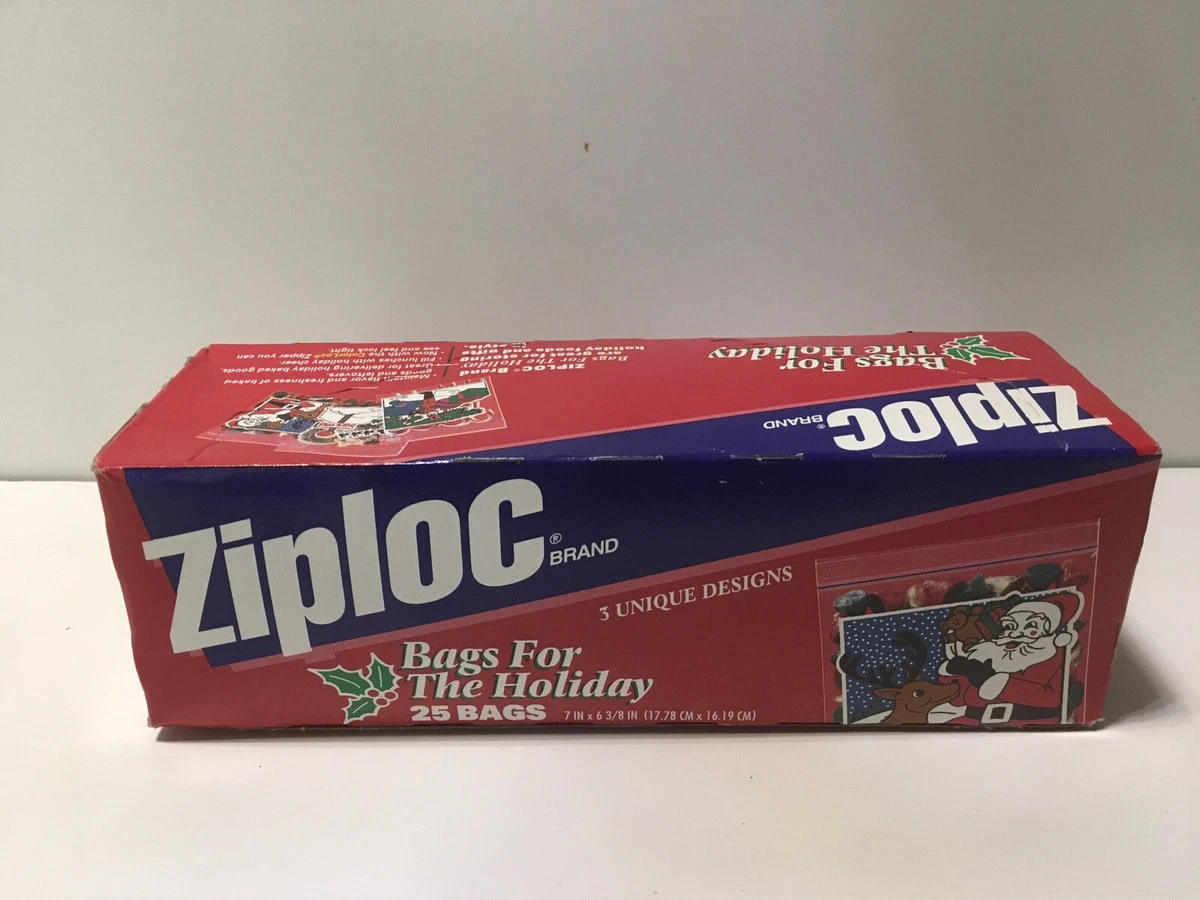 Ziploc® BRAND
3 UNIQUE DESIGNS
Bags For
The Holiday
25 BAGS 7 IN x 6 3/8 IN (17.78 CM x 16.19 CM)
Ziploc® BRAND
Bags For
The Holiday
ZIPLOC® Brand
Bags For The Holiday
are great for decorating
holiday foods and gifts
in style.
• Maintain flavor and freshness of baked
goods and leftovers.
• Great for delivering holiday baked goods.
• Fill lunches with holiday cheer.
• Now with the ColorLoc® Zipper you can
see and feel lock tight.